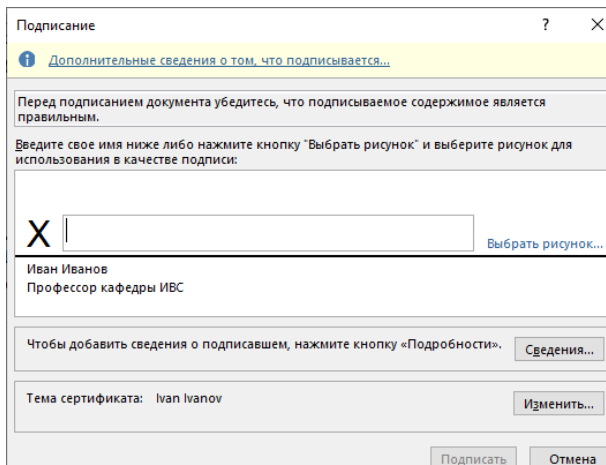 Подписание ? X
Дополнительные сведения о том, что подписывается...
Перед подписанием документа убедитесь, что подписываемое содержимое является
правильным.
Введите свое имя ниже либо нажмите кнопку "Выбрать рисунок" и выберите рисунок для
использования в качестве подписи:
X
Выбрать рисунок...
Иван Иванов
Профессор кафедры ИВС
Чтобы добавить сведения о подписавшем, нажмите кнопку «Подробности».
Сведения...
Тема сертификата: Ivan Ivanov
Изменить...
Подписать Отмена